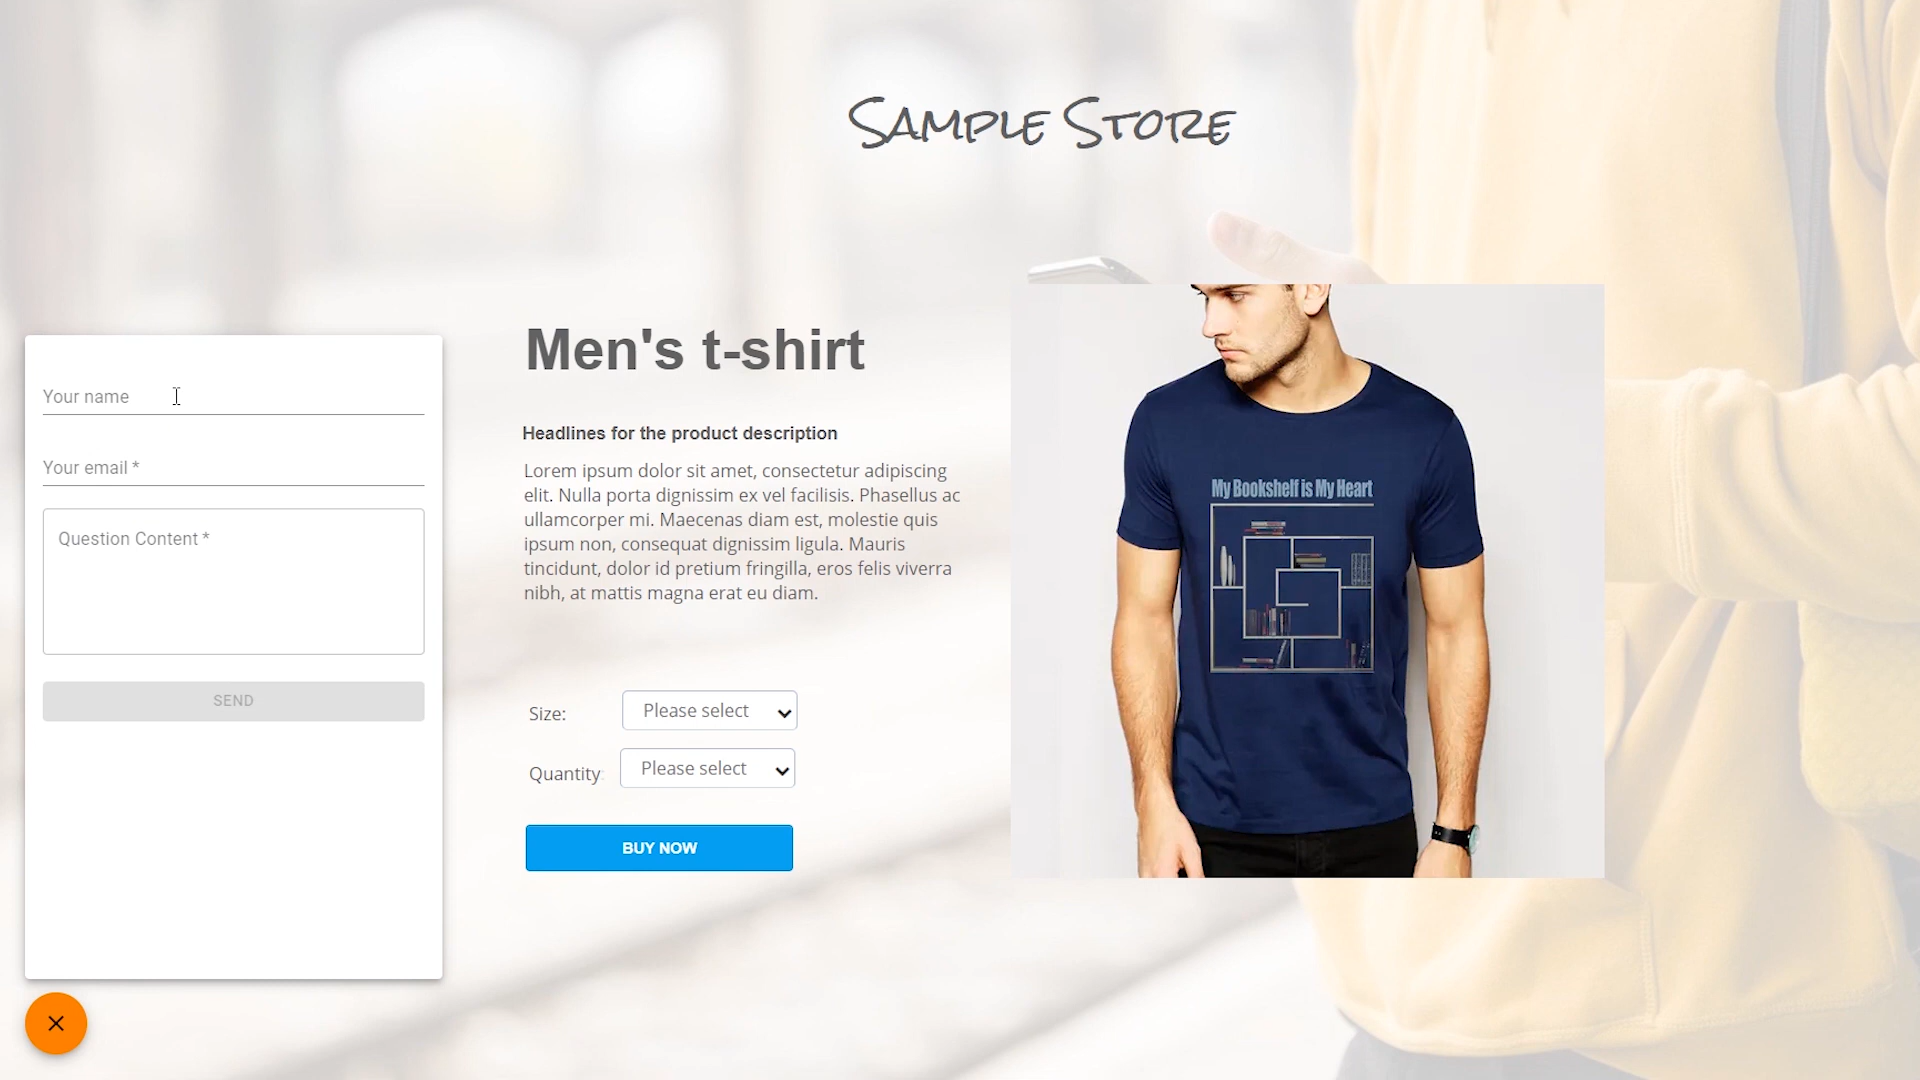 Sample Store
Men's t-shirt
Your name
Headlines for the product description
Your email *
Lorem ipsum dolor sit amet, consectetur adipiscing
elit. Nulla porta dignissim ex vel facilisis. Phasellus ac
ullamcorper mi. Maecenas diam est, molestie quis
ipsum non, consequat dignissim ligula. Mauris
tincidunt, dolor id pretium fringilla, eros felis viverra
nibh, at mattis magna erat eu diam.
My Bookshelf is My Heart
Question Content *
SEND
Size:
Please select
Quantity:
Please select
BUY NOW